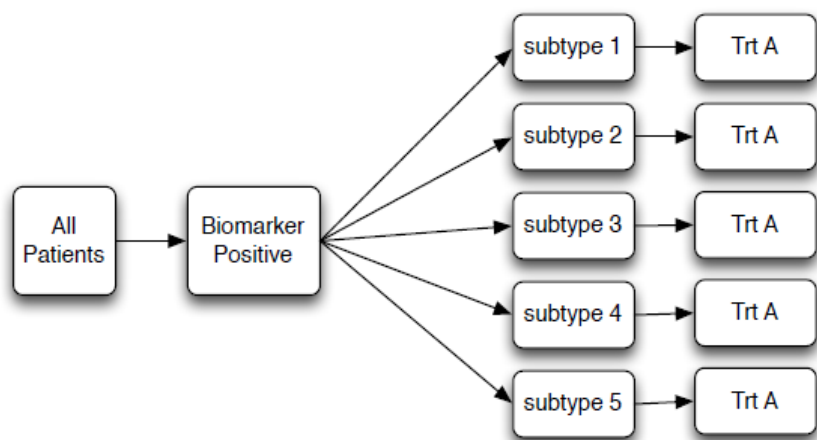 All
Patients
Biomarker
Positive
subtype 1
Trt A
subtype 2
Trt A
subtype 3
Trt A
subtype 4
Trt A
subtype 5
Trt A